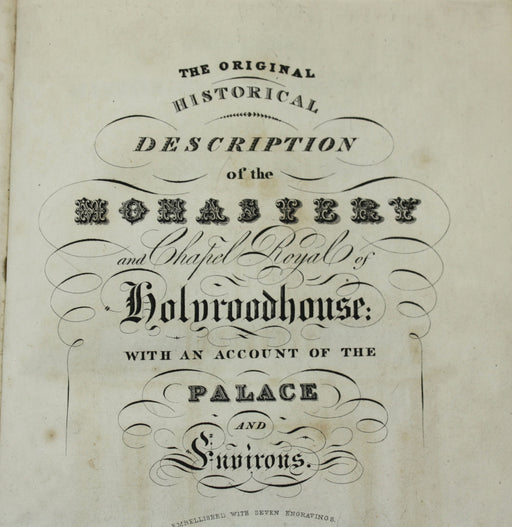 THE ORIGINAL
HISTORICAL
DESCRIPTION
of the
MONASTERY
and Chapel Royal of
Holyroodhouse;
WITH AN ACCOUNT OF THE
PALACE
AND
Environs.
EMBELLISHED WITH SEVEN ENGRAVINGS.